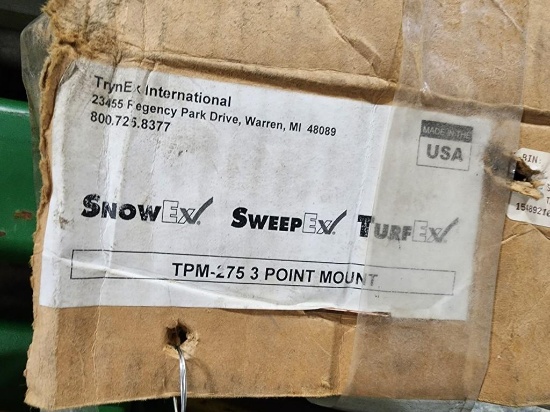 TrynEx International
23455 Regency Park Drive, Warren, MI 48089
800.725.8377
MADE IN THE
USA
SNOWEX SWEEPEX TURFEX
TPM-275 3 POINT MOUNT
BIN: